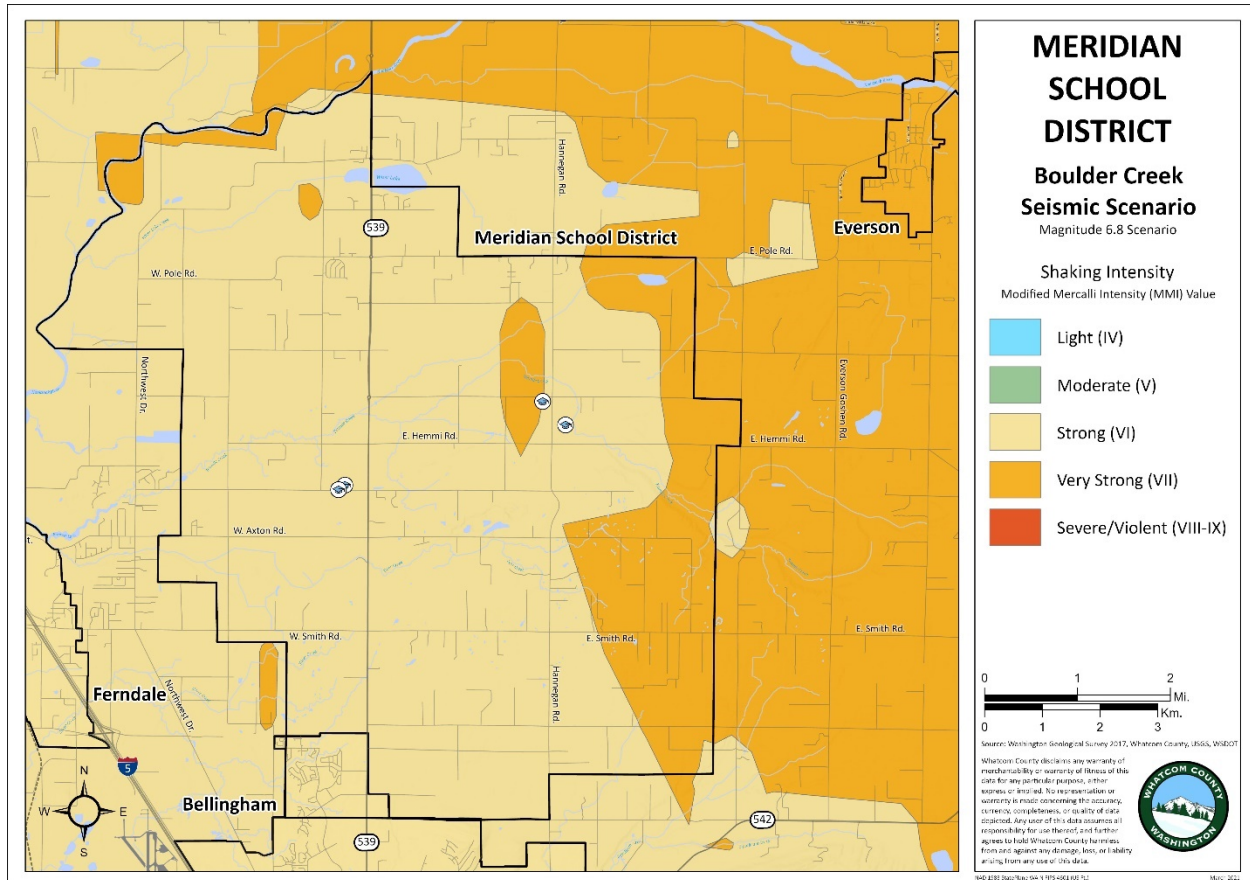 MERIDIAN
SCHOOL
DISTRICT
Boulder Creek
Seismic Scenario
Magnitude 6.8 Scenario
Shaking Intensity
Modified Mercalli Intensity (MMI) Value
Light (IV)
Moderate (V)
Strong (VI)
Very Strong (VII)
Severe/Violent (VIII-IX)
0 1 2
Mi.
Km.
0 1 2 3
Source: Washington Geological Survey 2017, Whatcom County, USGS, WSDOT
Whatcom County disclaims any warranty of
merchantability or warranty of fitness of this
data for any particular purpose, either
express or implied. No representation or
warranty is made concerning the accuracy,
currency, completeness, or quality of data
depicted. Any user of this data assumes all
responsibility for use thereof, and further
agrees to hold Whatcom County harmless
from and against any damage, loss, or liability
arising from any use of this data.
WHATCOM COUNTY
WASHINGTON
March 2021
Hannegan Rd.
539
Meridian School District
Everson
E. Pole Rd.
W. Pole Rd.
Northwest Dr.
Everson Goshen Rd.
E. Hemmi Rd.
E. Hemmi Rd.
W. Axton Rd.
W. Smith Rd.
E. Smith Rd.
E. Smith Rd.
Hannegan Rd.
Ferndale
Northwest Dr.
5
N
W E
S
Bellingham
539
542